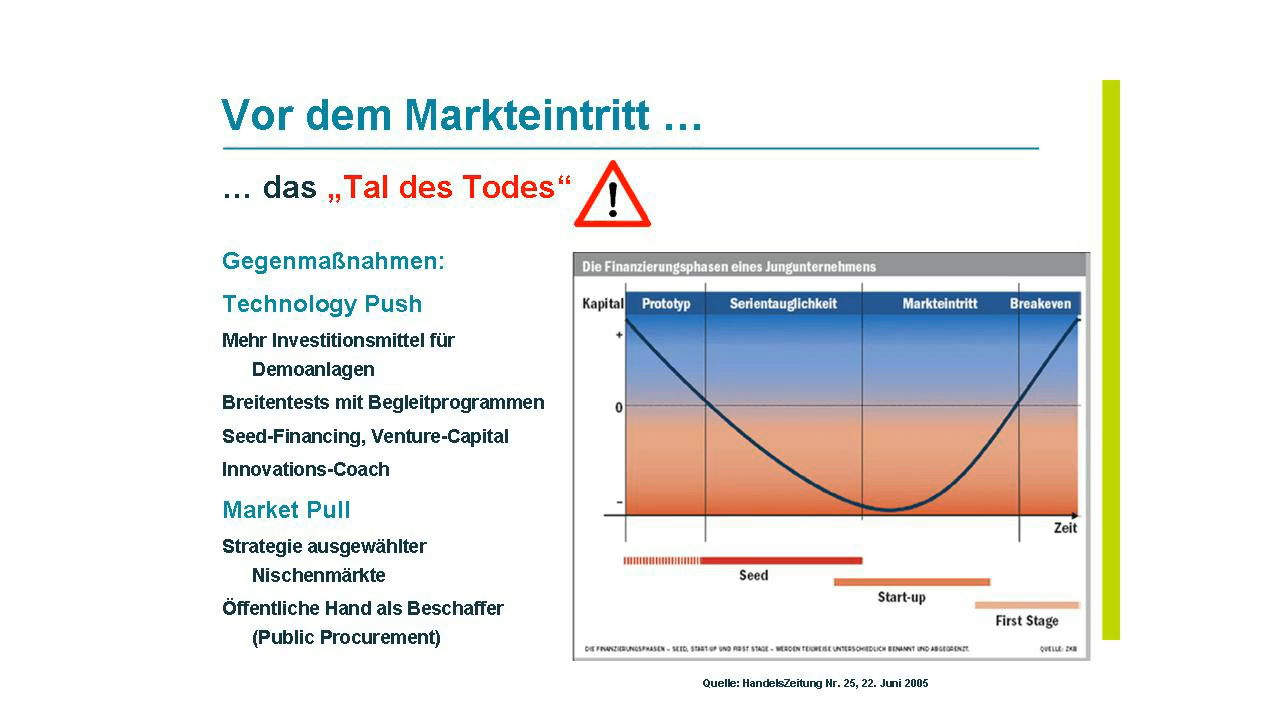 Vor dem Markteintritt …
… das „Tal des Todes“
Gegenmaßnahmen:
Technology Push
Mehr Investitionsmittel für
Demoanlagen
Breitentests mit Begleitprogrammen
Seed-Financing, Venture-Capital
Innovations-Coach
Market Pull
Strategie ausgewählter
Nischenmärkte
Öffentliche Hand als Beschaffer
(Public Procurement)
Die Finanzierungsphasen eines Jungunternehmens
Kapital Prototyp Serientauglichkeit Markteintritt Breakeven
+
0
–
Zeit
Seed
Start-up
First Stage
DIE FINANZIERUNGSPHASEN – SEED, START-UP UND FIRST STAGE – WERDEN TEILWEISE UNTERSCHIEDLICH BENANNT UND ABGEGRENZT. QUELLE: ZKB
Quelle: HandelsZeitung Nr. 25, 22. Juni 2005